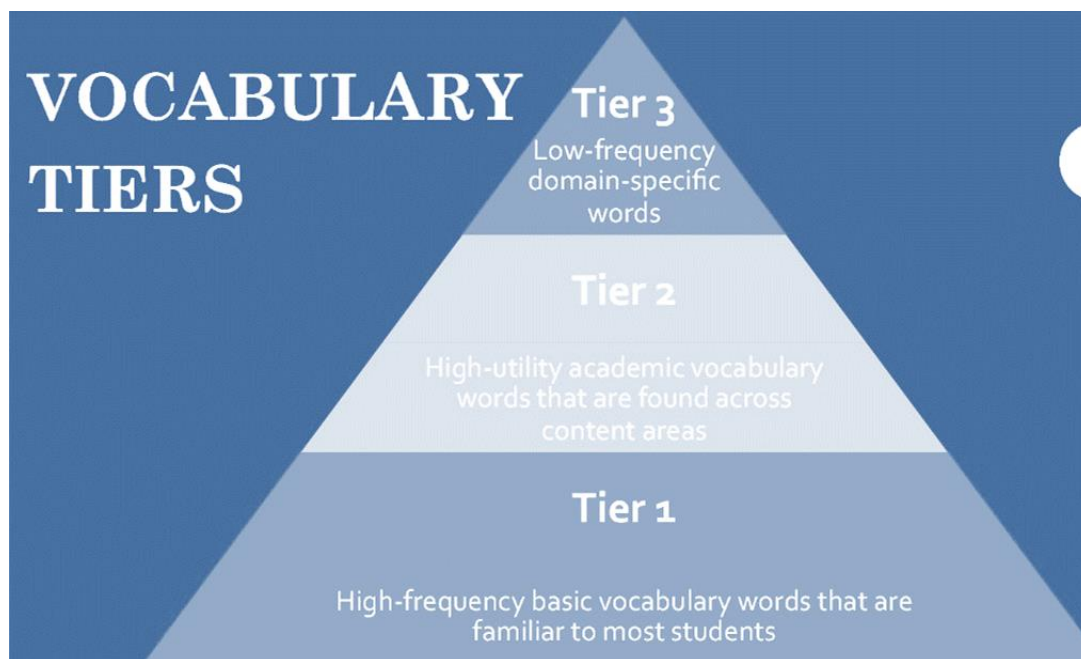 VOCABULARY
TIERS
Tier 3
Low-frequency
domain-specific
words
Tier 2
High-utility academic vocabulary
words that are found across
content areas
Tier 1
High-frequency basic vocabulary words that are
familiar to most students